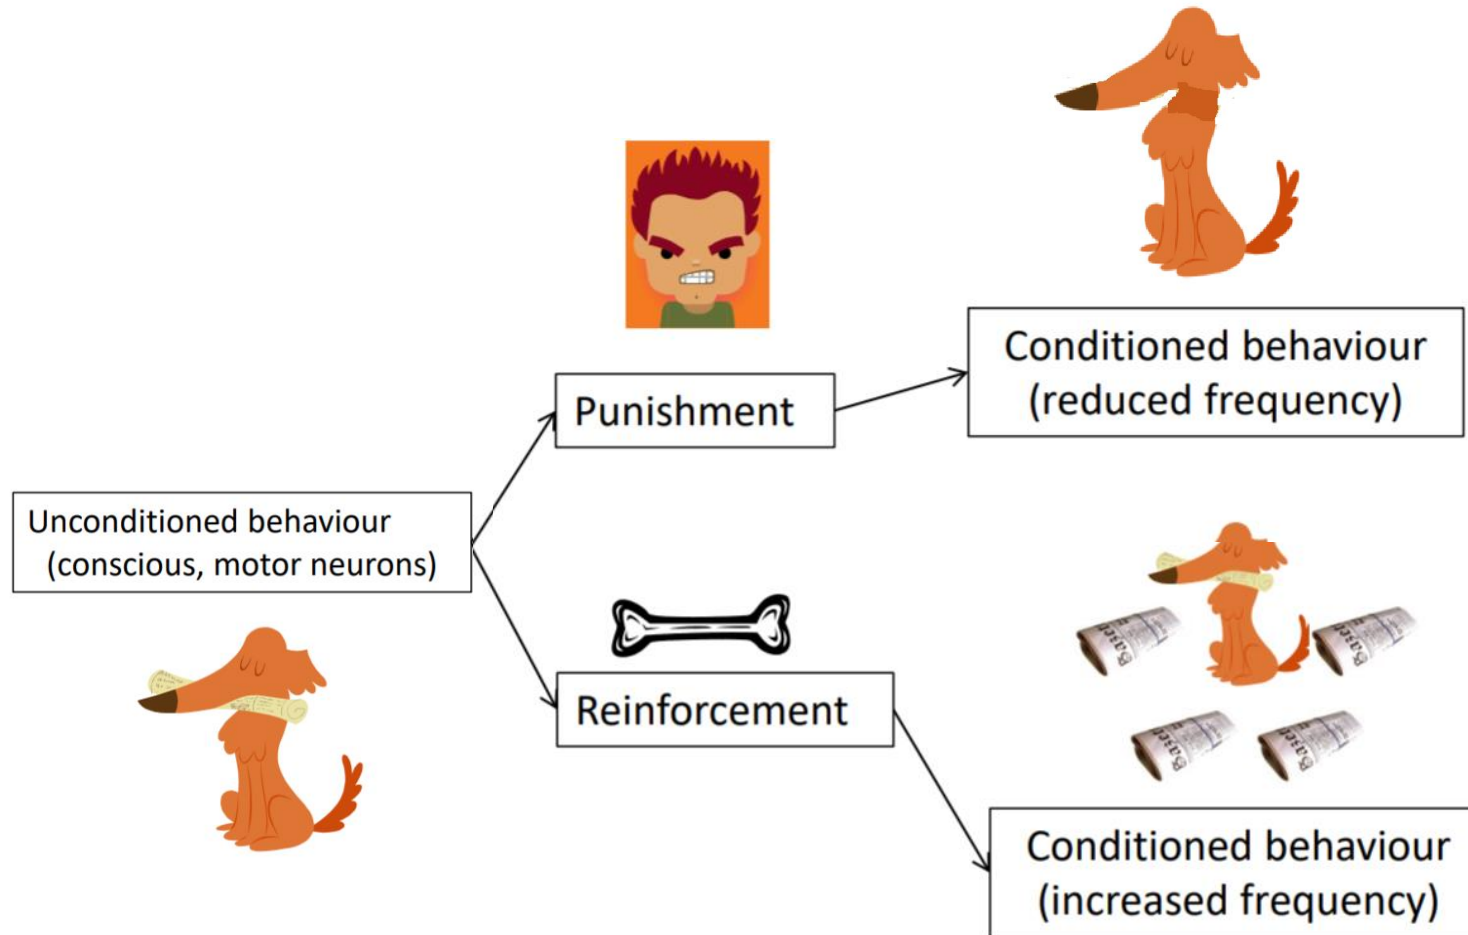 Conditioned behaviour
(reduced frequency)
Punishment
Unconditioned behaviour
(conscious, motor neurons)
Reinforcement
Conditioned behaviour
(increased frequency)